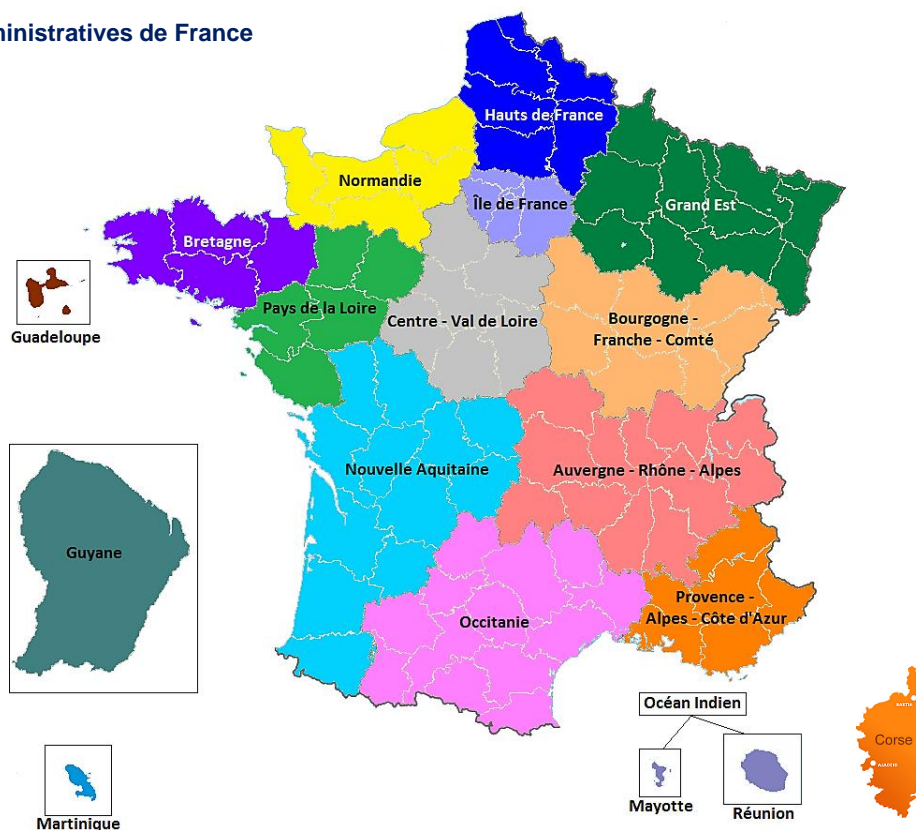 ministratives de France
Hauts de France
Normandie
Île de France
Grand Est
Bretagne
Guadeloupe
Pays de la Loire
Centre - Val de Loire
Bourgogne -
Franche - Comté
Nouvelle Aquitaine
Auvergne - Rhône - Alpes
Guyane
Provence -
Alpes - Côte d'Azur
Occitanie
Océan Indien
BASTIA
Corse
AJACCIO
Mayotte
Réunion
Martinique